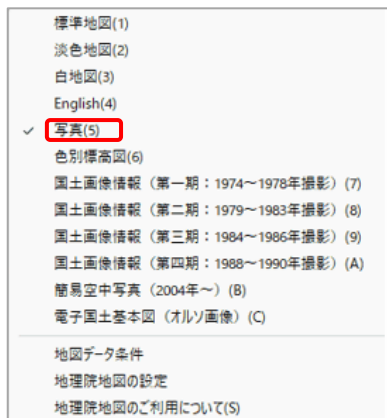 標準地図(1)
淡色地図(2)
白地図(3)
English(4)
写真(5)
色別標高図(6)
国土画像情報（第一期：1974～1978年撮影）(7)
国土画像情報（第二期：1979～1983年撮影）(8)
国土画像情報（第三期：1984～1986年撮影）(9)
国土画像情報（第四期：1988～1990年撮影）(A)
簡易空中写真（2004年～）(B)
電子国土基本図（オルソ画像）(C)
地図データ条件
地理院地図の設定
地理院地図のご利用について(S)